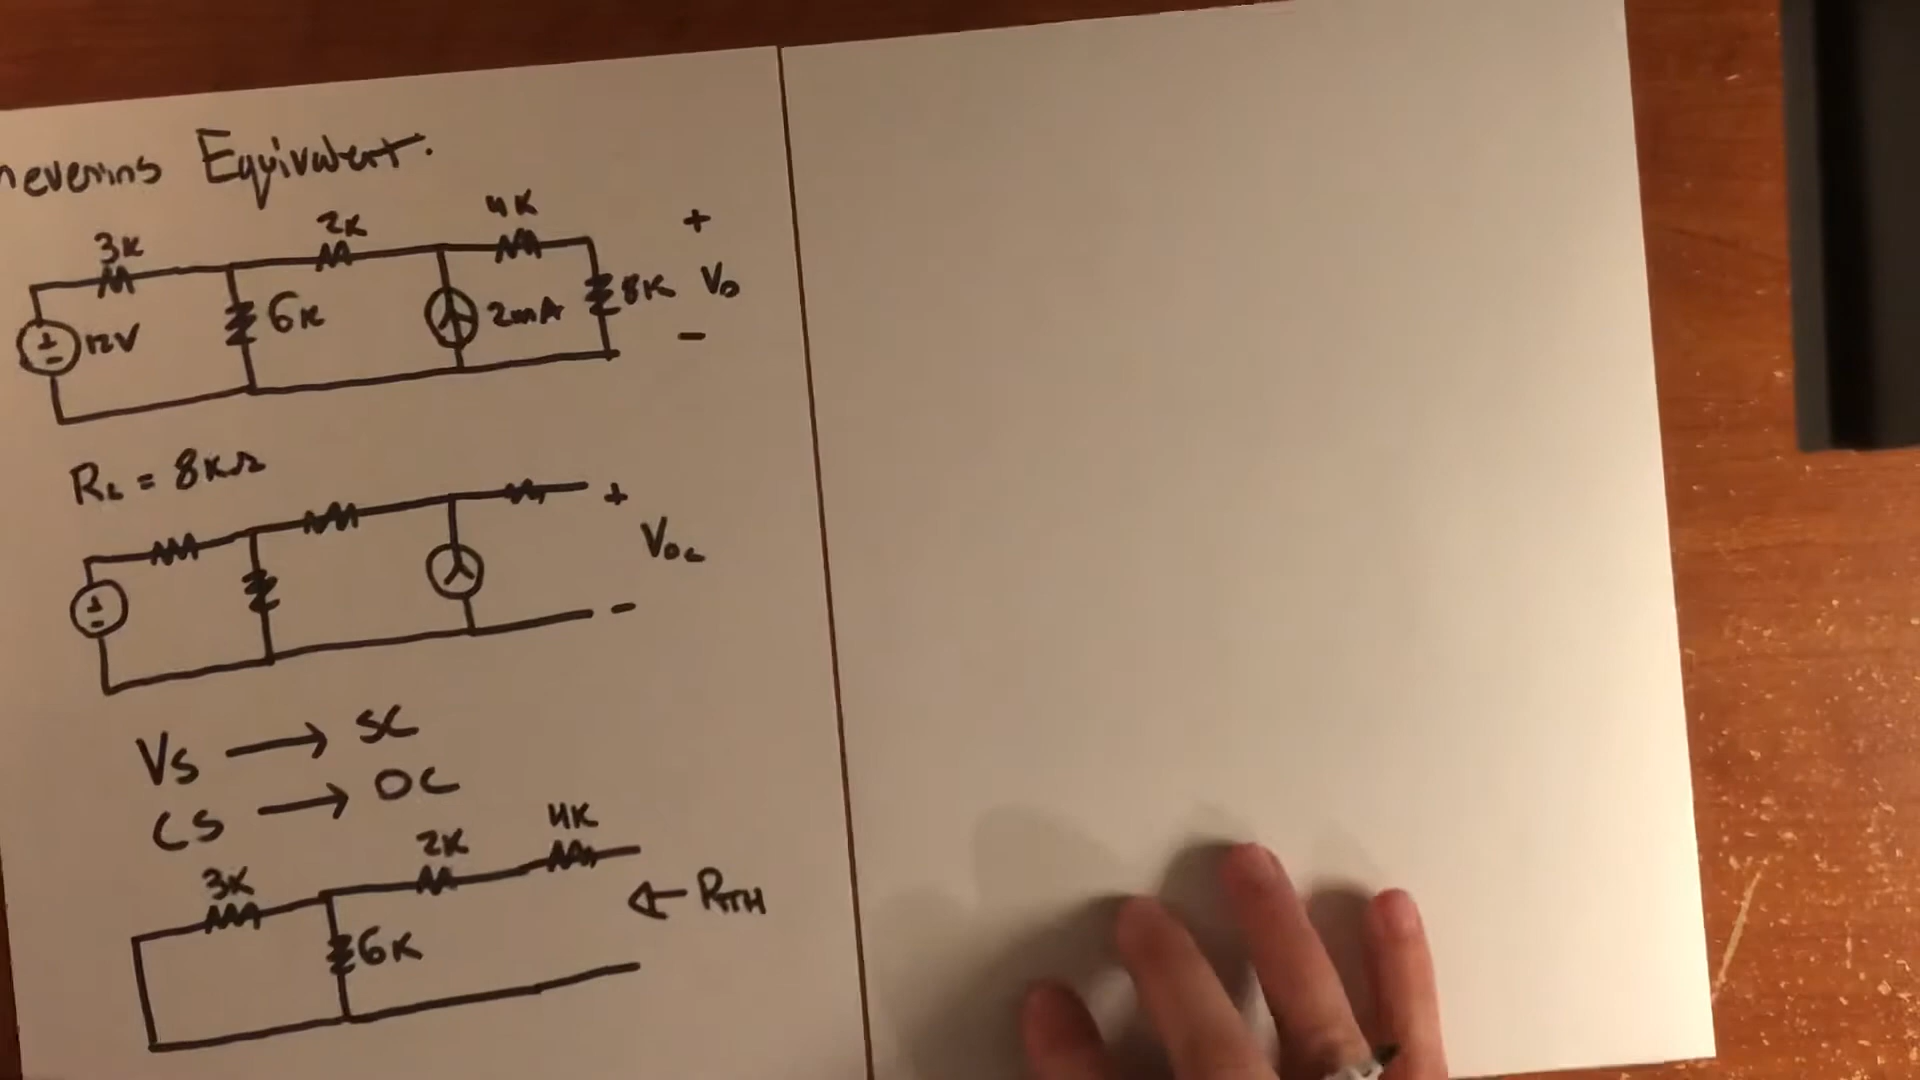 Equivalent.
3K 2K 4K +
12V 6K 2mA 8K Vo
-
RL = 8KΩ
+
Voc
-
VS → SC
CS → OC
3K 2K 4K
6K ← RTH